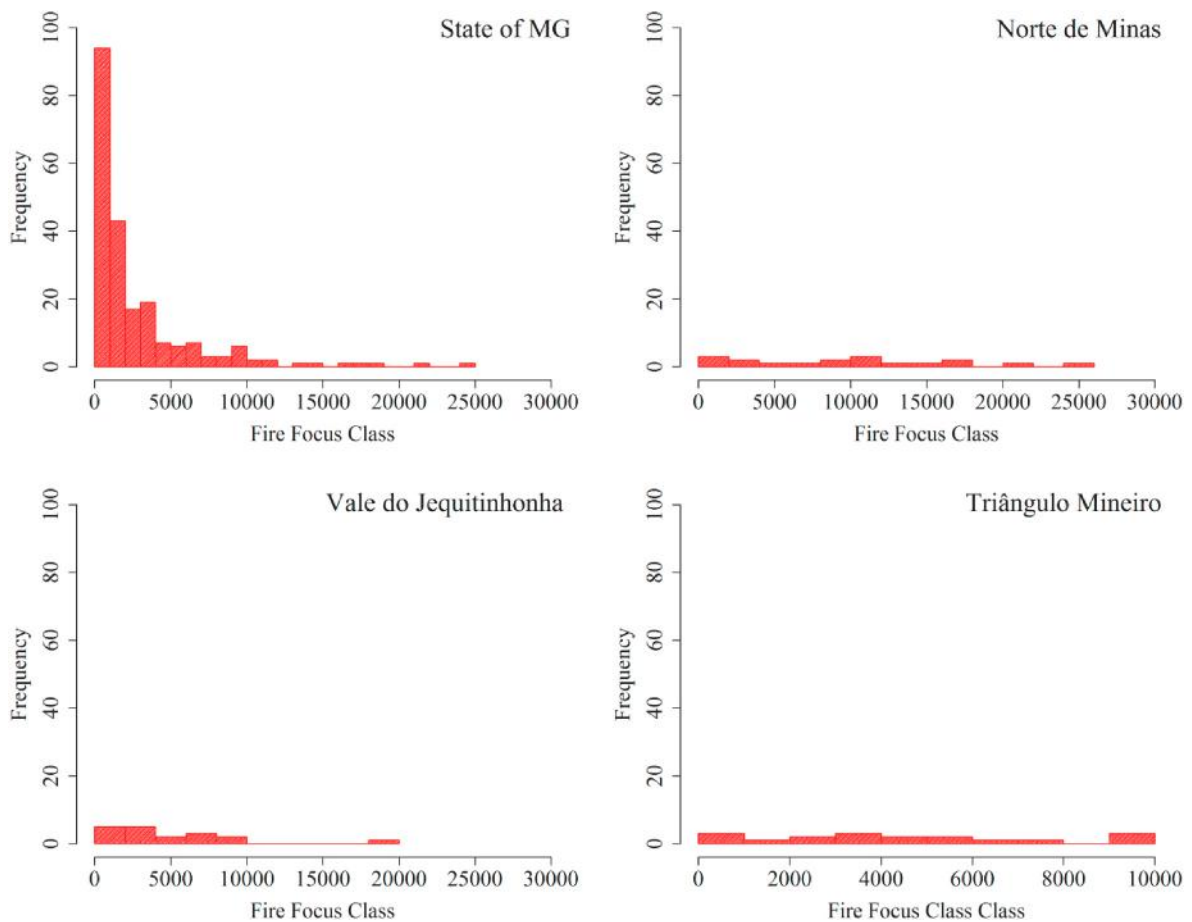 State of MG
100
80
60
40
20
0
Frequency
0 5000 10000 15000 20000 25000 30000
Fire Focus Class
Norte de Minas
100
80
60
40
20
0
Frequency
0 5000 10000 15000 20000 25000 30000
Fire Focus Class
Vale do Jequitinhonha
100
80
60
40
20
0
Frequency
0 5000 10000 15000 20000 25000 30000
Fire Focus Class
Triângulo Mineiro
100
80
60
40
20
0
Frequency
0 2000 4000 6000 8000 10000
Fire Focus Class Class